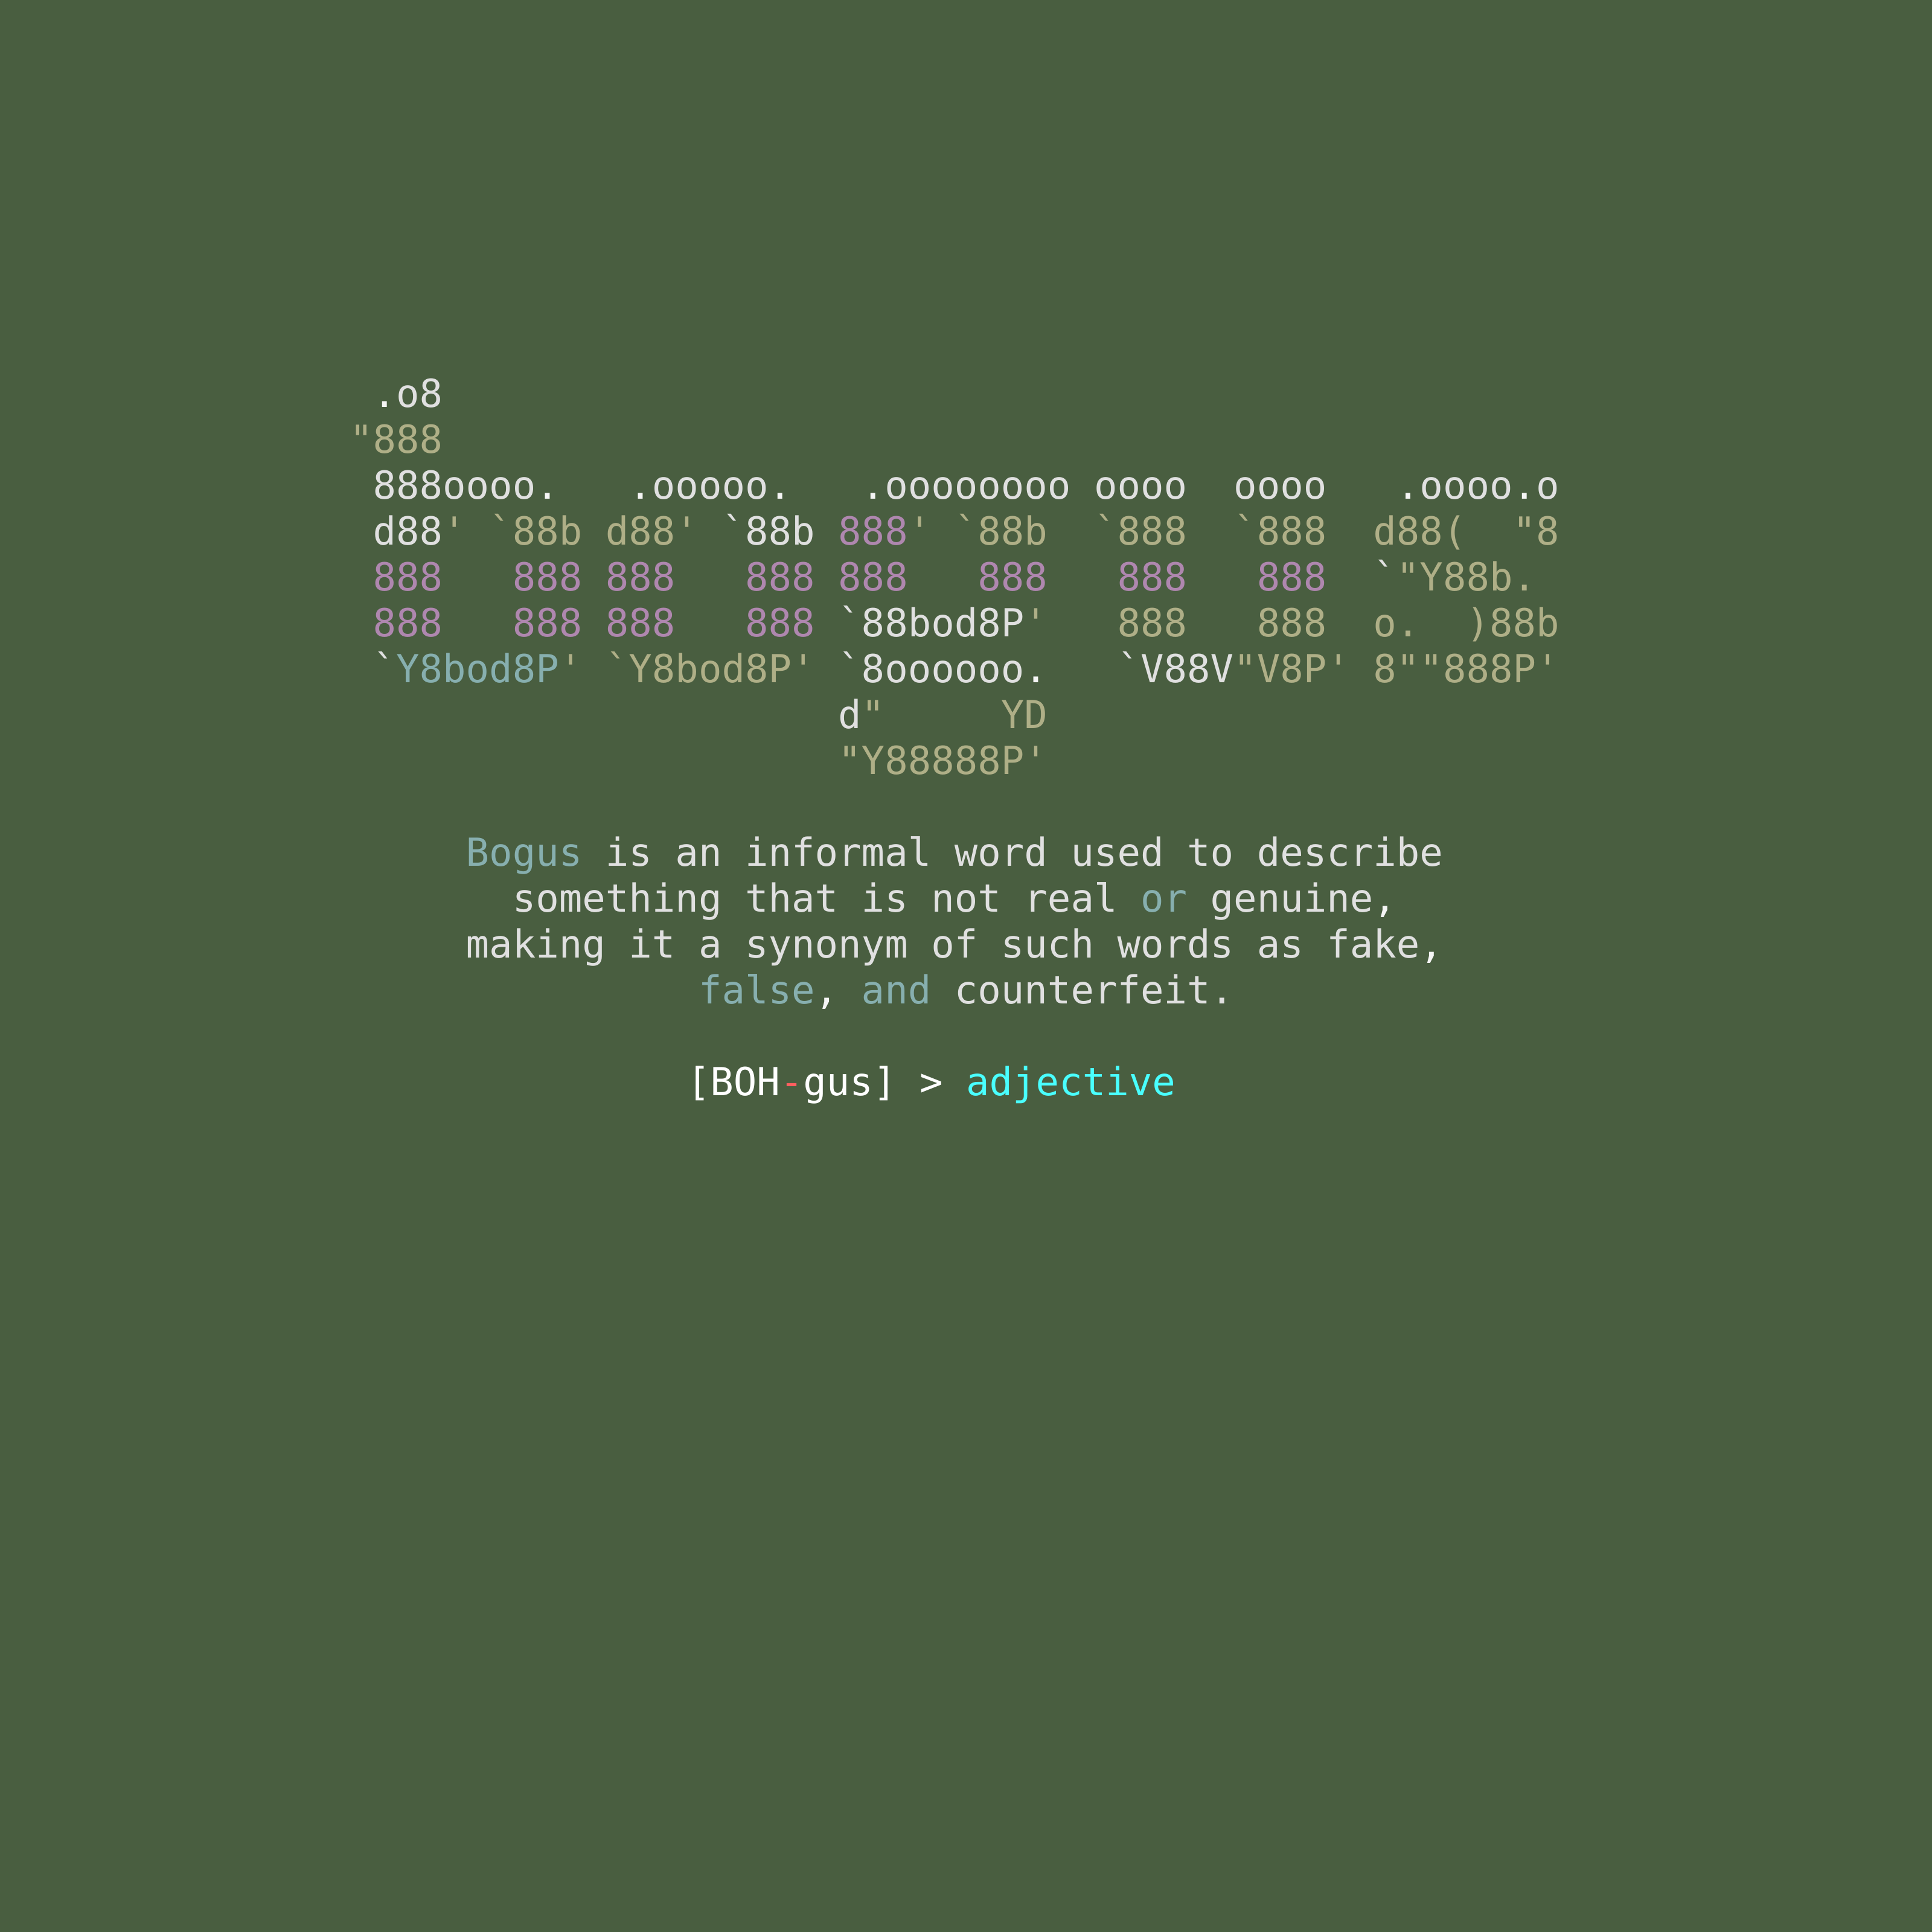 .o8
"888
 888oooo.   .ooooo.   .oooooooo oooo  oooo   .oooo.o
 d88' `88b d88' `88b 888' `88b  `888  `888  d88(  "8
 888   888 888   888 888   888   888   888  `"Y88b.
 888   888 888   888 `88bod8P'   888   888  o.  )88b
 `Y8bod8P' `Y8bod8P' `8oooooo.   `V88V"V8P' 8""888P'
                     d"     YD
                     "Y88888P'
Bogus is an informal word used to describe
something that is not real or genuine,
making it a synonym of such words as fake,
false, and counterfeit.
[BOH-gus] > adjective